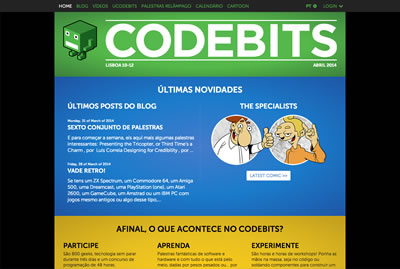 HOME BLOG VÍDEOS UCODEBITS PALESTRAS RELÂMPAGO CALENDÁRIO CARTOON PT LOGIN
CODEBITS
LISBOA 10-12 ABRIL 2014
ÚLTIMAS NOVIDADES
ÚLTIMOS POSTS DO BLOG
Monday, 31 of March of 2014
SEXTO CONJUNTO DE PALESTRAS
E para começar a semana, eis aqui mais algumas palestras
interessantes: Presenting the Tricopter, or Third Time's a
Charm , por Luís Correia Designing for Credibility , por ...
Friday, 28 of March of 2014
VADE RETRO!
Se tens um ZX Spectrum, um Commodore 64, um Amiga
500, uma Dreamcast, uma PlayStation (one), um Atari
2600, um GameCube, um Amstrad ou um IBM PC com
jogos mesmo antigos ou algo desse tipo,...
THE SPECIALISTS
LATEST COMIC >>
AFINAL, O QUE ACONTECE NO CODEBITS?
PARTICIPE
São 800 geeks, tecnologia sem parar
durante três dias e um concurso de
programação de 48 horas.
APRENDA
Palestras fantásticas de software e
hardware e com tudo o que está pelo
meio, dadas por pesos pesados ou... por
EXPERIMENTE
São horas e horas de workshops! Ponha as
mãos na massa, seja no código ou
soldando componentes para construir um